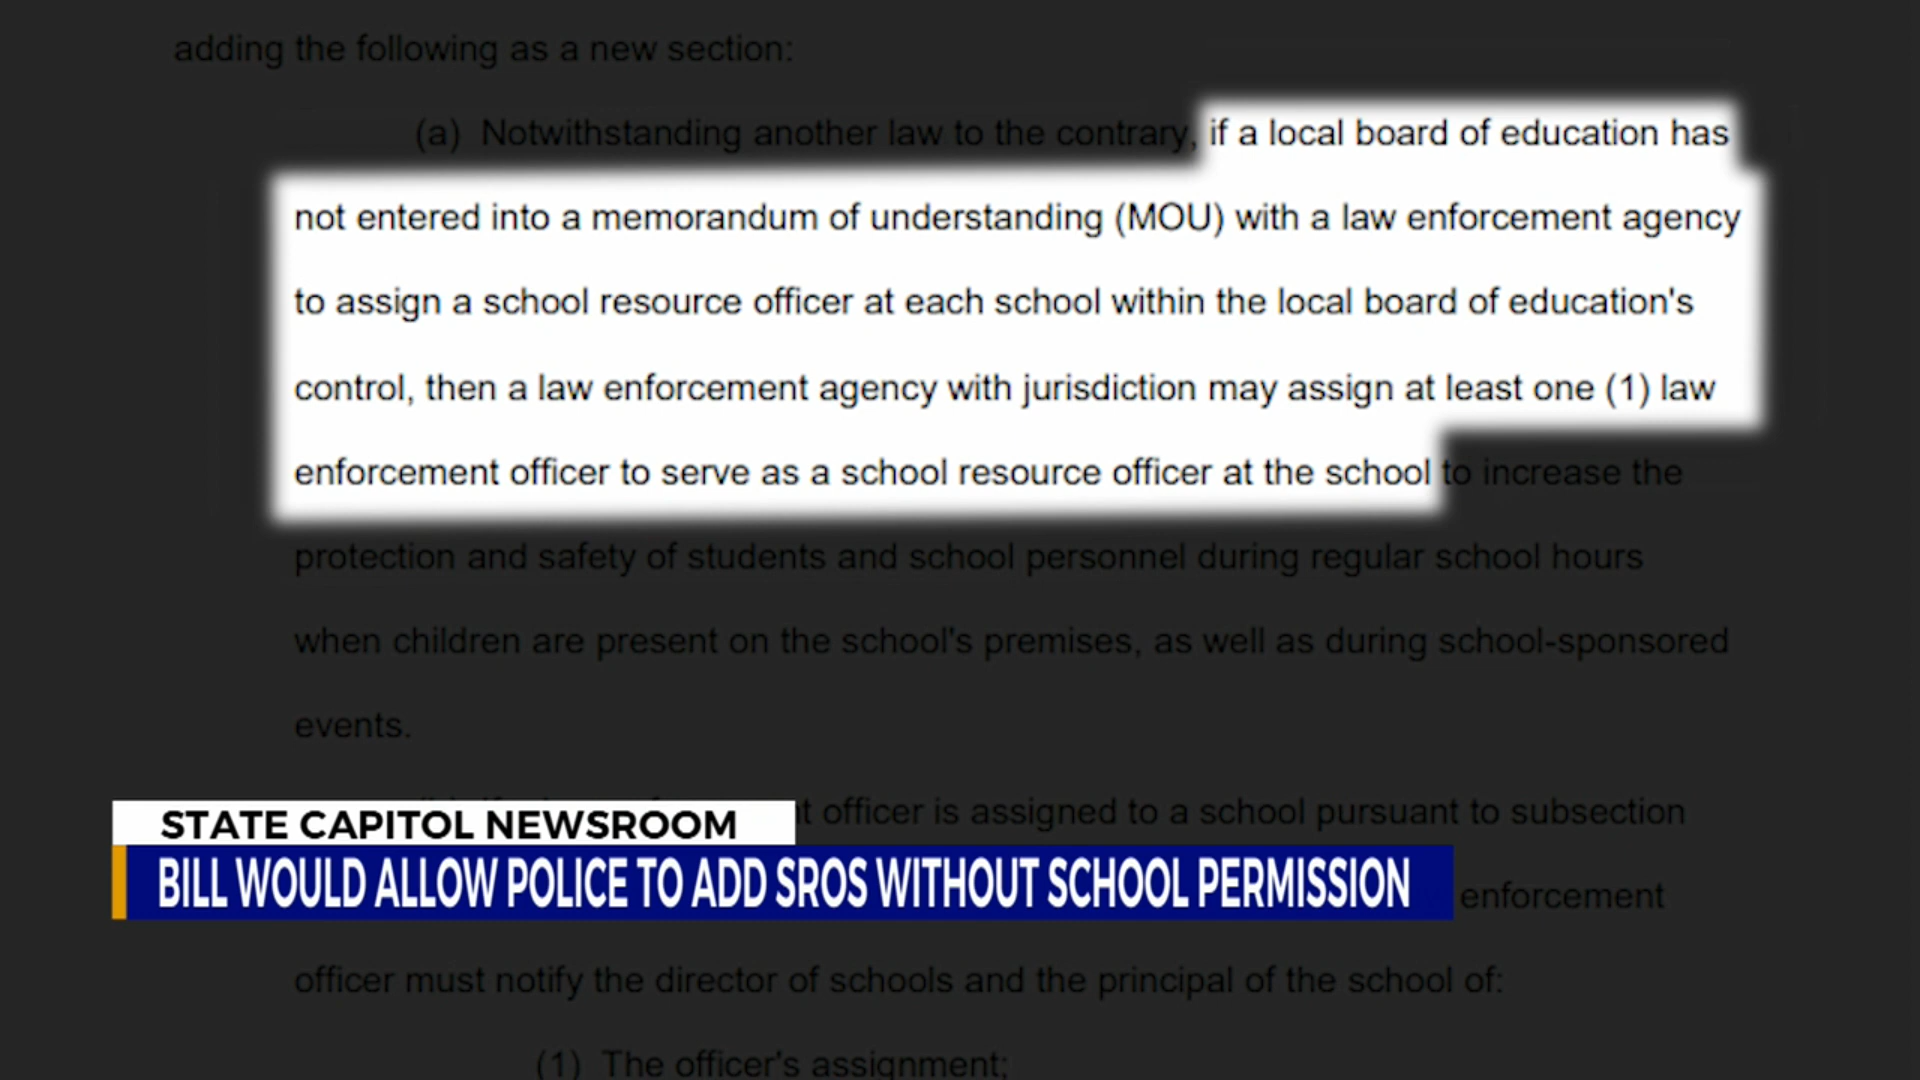 adding the following as a new section:
(a) Notwithstanding another law to the contrary, if a local board of education has
not entered into a memorandum of understanding (MOU) with a law enforcement agency
to assign a school resource officer at each school within the local board of education's
control, then a law enforcement agency with jurisdiction may assign at least one (1) law
enforcement officer to serve as a school resource officer at the school to increase the
protection and safety of students and school personnel during regular school hours
when children are present on the school's premises, as well as during school-sponsored
events.
officer is assigned to a school pursuant to subsection
STATE CAPITOL NEWSROOM
BILL WOULD ALLOW POLICE TO ADD SROS WITHOUT SCHOOL PERMISSION
enforcement
officer must notify the director of schools and the principal of the school of:
(1) The officer's assignment;